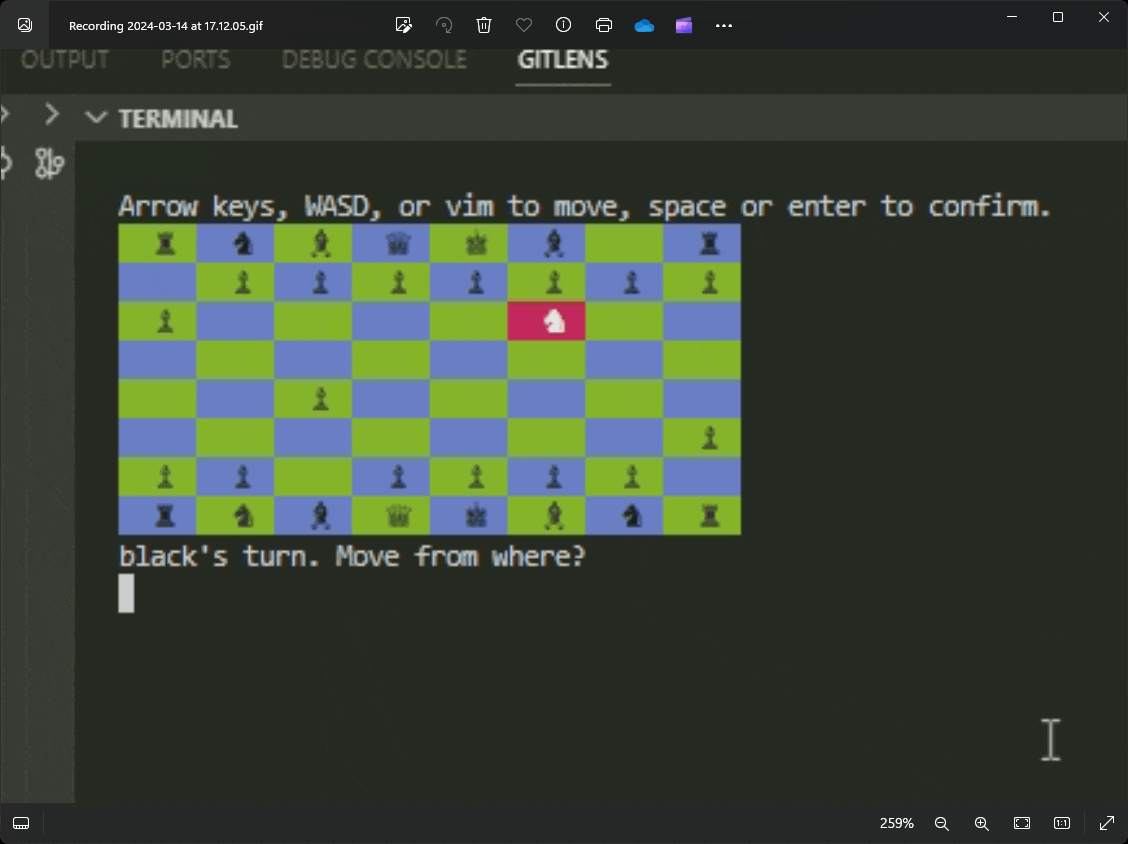 Recording 2024-03-14 at 17.12.05.gif
OUTPUT PORTS DEBUG CONSOLE GITLENS
TERMINAL
Arrow keys, WASD, or vim to move, space or enter to confirm.
black's turn. Move from where?
259%